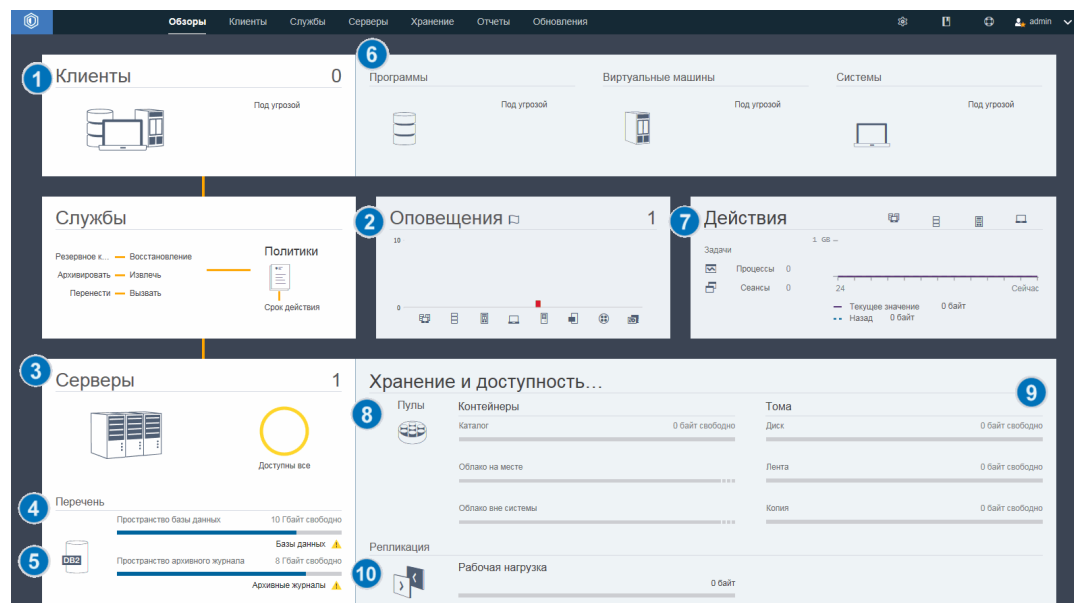 Обзоры Клиенты Службы Серверы Хранение Отчеты Обновления admin
6
1 Клиенты 0
Программы Виртуальные машины Системы
Под угрозой Под угрозой Под угрозой Под угрозой
Службы
2 Оповещения 1
7 Действия
Резервное к... Восстановление
Архивировать Извлечь
Перенести Вызвать
Политики
Срок действия
10
0
1 GB
Задачи
Процессы 0
Сеансы 0
24 Сейчас
Текущее значение 0 байт
Назад 0 байт
3 Серверы 1
Доступны все
Хранение и доступность...
9
8 Пулы Контейнеры Тома
Каталог 0 байт свободно Диск 0 байт свободно
Облако на месте Лента 0 байт свободно
Облако вне системы Копия 0 байт свободно
4 Перечень
Пространство базы данных 10 Гбайт свободно
Базы данных
5 DB2 Пространство архивного журнала 8 Гбайт свободно
Архивные журналы
Репликация
10 Рабочая нагрузка
0 байт